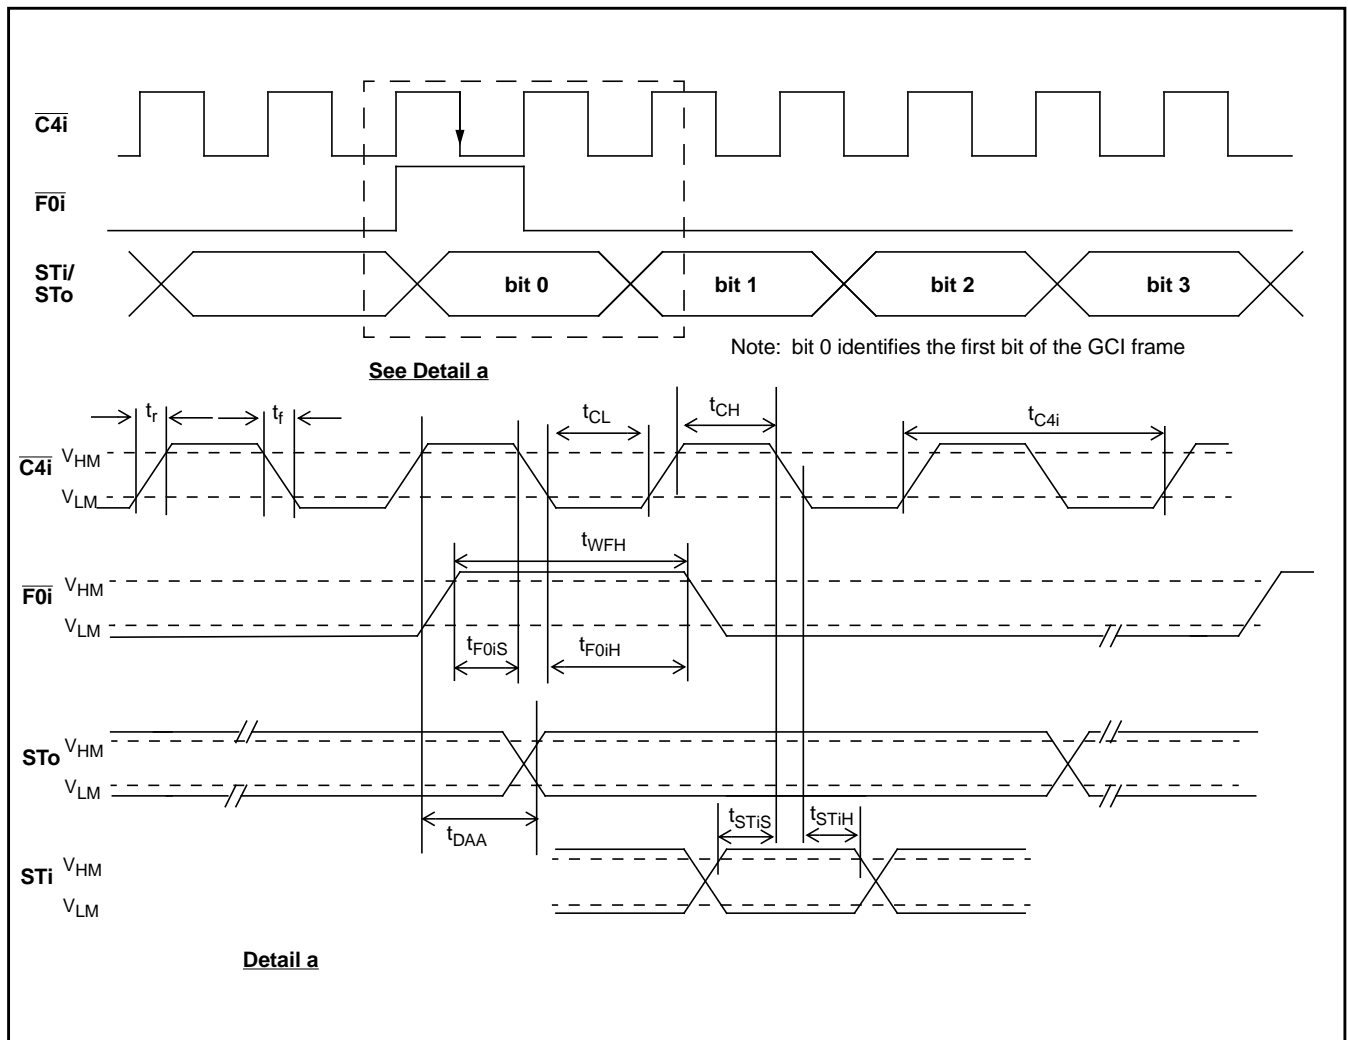 C4i
F0i
STi/
STo
bit 0
bit 1
bit 2
bit 3
Note: bit 0 identifies the first bit of the GCI frame
See Detail a
tr
tf
tCL
tCH
tC4i
C4i
VHM
VLM
tWFH
F0i
VHM
VLM
tF0iS
tF0iH
STo
VHM
VLM
tDAA
tSTiS
tSTiH
STi
VHM
VLM
Detail a